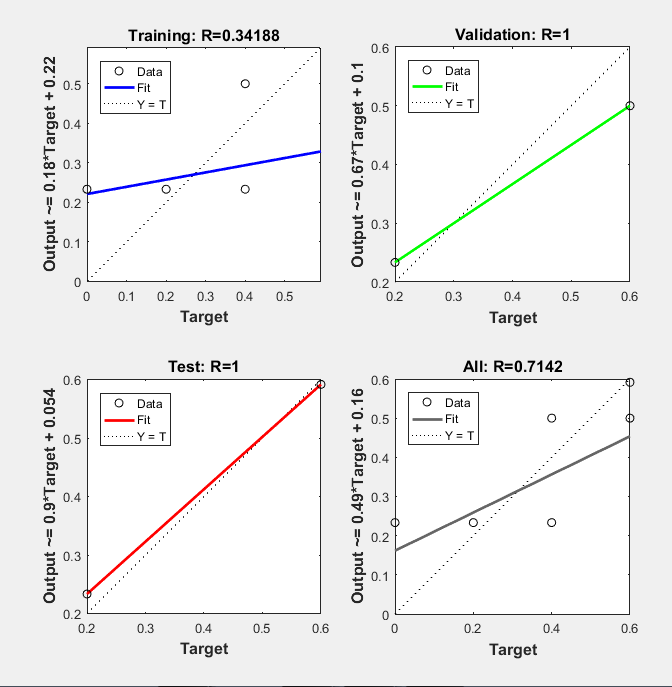 Training: R=0.34188
Output ~= 0.18*Target + 0.22
Data
Fit
Y = T
0.5
0.4
0.3
0.2
0.1
0
0 0.1 0.2 0.3 0.4 0.5
Target
Validation: R=1
Output ~= 0.67*Target + 0.1
Data
Fit
Y = T
0.6
0.5
0.4
0.3
0.2
0.2 0.3 0.4 0.5 0.6
Target
Test: R=1
Output ~= 0.9*Target + 0.054
Data
Fit
Y = T
0.6
0.5
0.4
0.3
0.2
0.2 0.3 0.4 0.5 0.6
Target
All: R=0.7142
Output ~= 0.49*Target + 0.16
Data
Fit
Y = T
0.6
0.5
0.4
0.3
0.2
0.1
0
0 0.2 0.4 0.6
Target